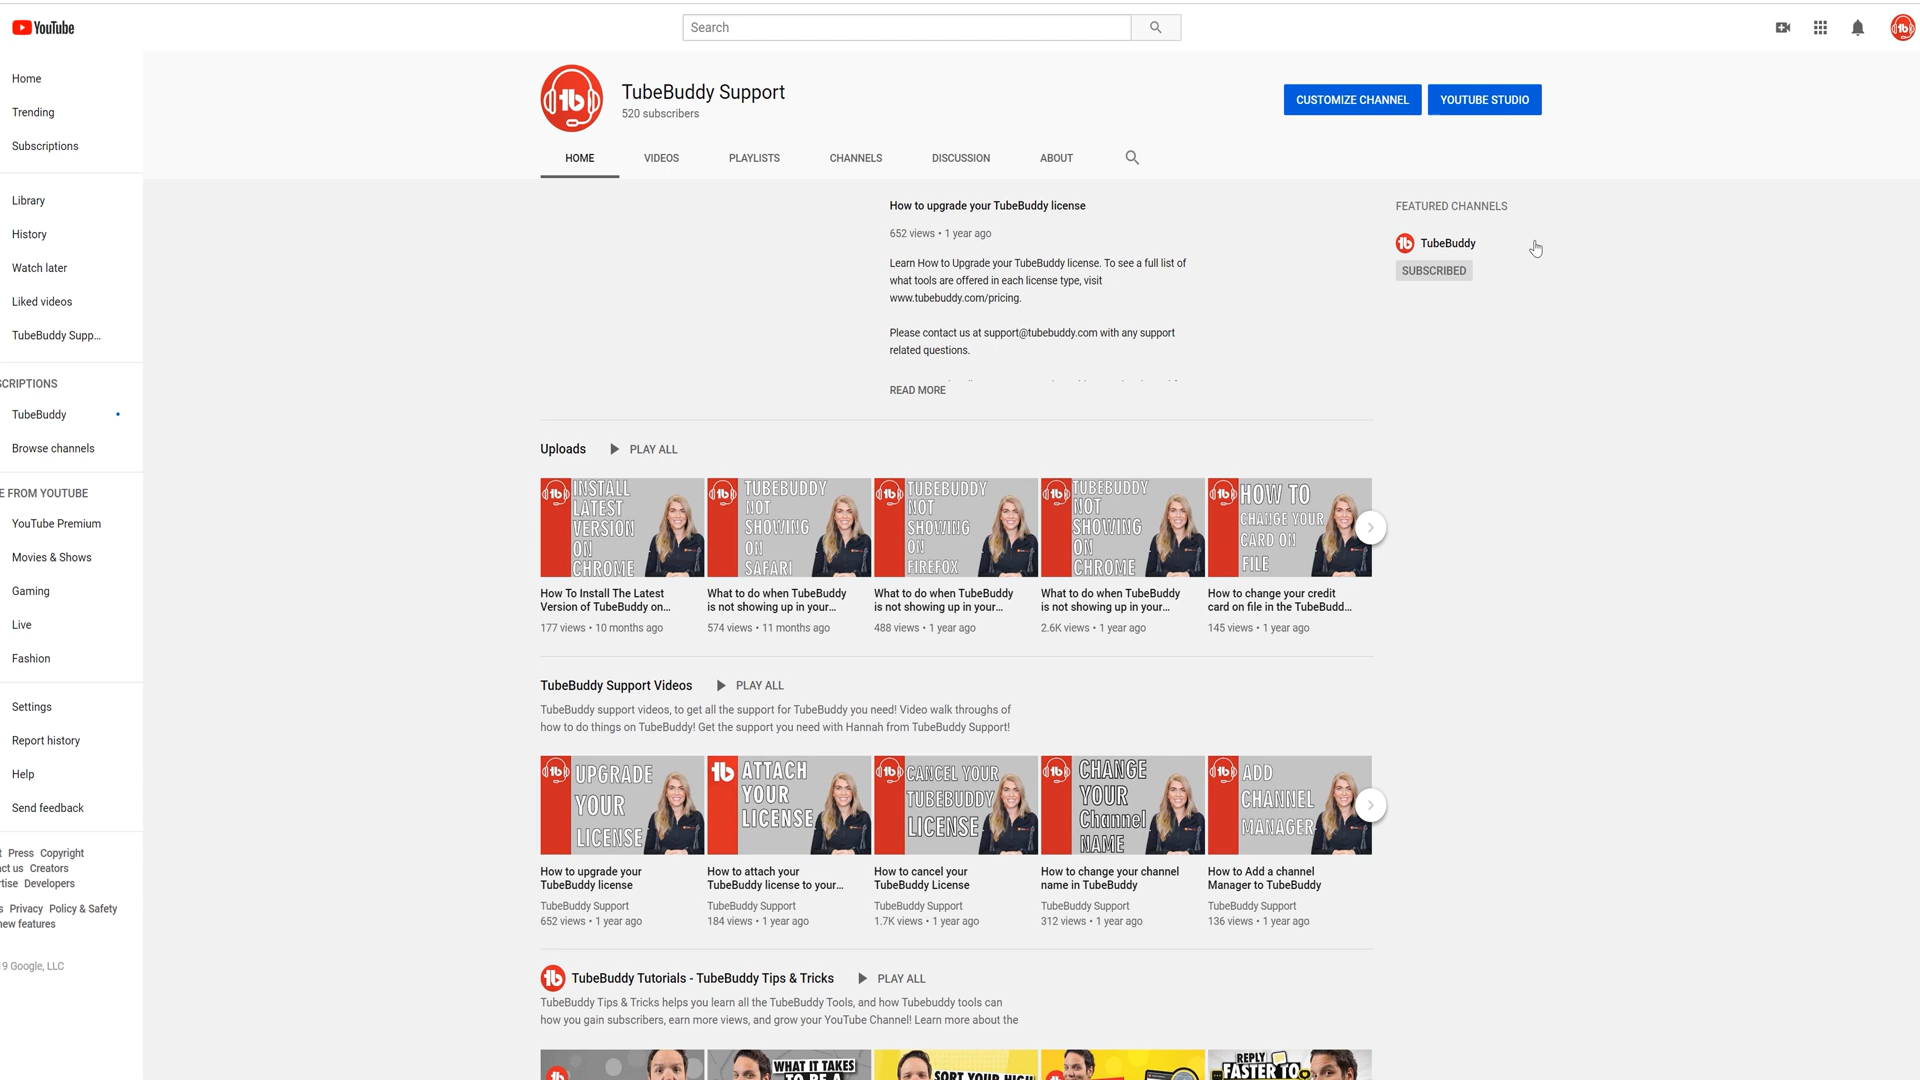 YouTube
Search
Home
Trending
Subscriptions
Library
History
Watch later
Liked videos
TubeBuddy Supp...
SCRIPTIONS
TubeBuddy
Browse channels
E FROM YOUTUBE
YouTube Premium
Movies & Shows
Gaming
Live
Fashion
Settings
Report history
Help
Send feedback
t Press Copyright
act us Creators
rtise Developers
s Privacy Policy & Safety
new features
19 Google, LLC
TubeBuddy Support
520 subscribers
CUSTOMIZE CHANNEL
YOUTUBE STUDIO
HOME
VIDEOS
PLAYLISTS
CHANNELS
DISCUSSION
ABOUT
How to upgrade your TubeBuddy license
652 views • 1 year ago
Learn How to Upgrade your TubeBuddy license. To see a full list of
what tools are offered in each license type, visit
www.tubebuddy.com/pricing.
Please contact us at support@tubebuddy.com with any support
related questions.
READ MORE
FEATURED CHANNELS
TubeBuddy
SUBSCRIBED
Uploads
PLAY ALL
INSTALL
LATEST
VERSION
ON
CHROME
How To Install The Latest
Version of TubeBuddy on...
177 views • 10 months ago
TUBEBUDDY
NOT
SHOWING
ON
SAFARI
What to do when TubeBuddy
is not showing up in your...
574 views • 11 months ago
TUBEBUDDY
NOT
SHOWING
ON
FIREFOX
What to do when TubeBuddy
is not showing up in your...
488 views • 1 year ago
TUBEBUDDY
NOT
SHOWING
ON
CHROME
What to do when TubeBuddy
is not showing up in your...
2.6K views • 1 year ago
HOW TO
CHANGE YOUR
CARD ON
FILE
How to change your credit
card on file in the TubeBudd...
145 views • 1 year ago
TubeBuddy Support Videos
PLAY ALL
TubeBuddy support videos, to get all the support for TubeBuddy you need! Video walk throughs of
how to do things on TubeBuddy! Get the support you need with Hannah from TubeBuddy Support!
UPGRADE
YOUR
LICENSE
How to upgrade your
TubeBuddy license
TubeBuddy Support
652 views • 1 year ago
ATTACH
YOUR
LICENSE
How to attach your
TubeBuddy license to your...
TubeBuddy Support
184 views • 1 year ago
CANCEL YOUR
TUBEBUDDY
LICENSE
How to cancel your
TubeBuddy License
TubeBuddy Support
1.7K views • 1 year ago
CHANGE
YOUR
Channel
NAME
How to change your channel
name in TubeBuddy
TubeBuddy Support
312 views • 1 year ago
ADD
CHANNEL
MANAGER
How to Add a channel
Manager to TubeBuddy
TubeBuddy Support
136 views • 1 year ago
TubeBuddy Tutorials - TubeBuddy Tips & Tricks
PLAY ALL
TubeBuddy Tips & Tricks helps you learn all the TubeBuddy Tools, and how Tubebuddy tools can
how you gain subscribers, earn more views, and grow your YouTube Channel! Learn more about the
WHAT IT TAKES
TO BE A
SORT YOUR HIGH
REPLY
FASTER TO